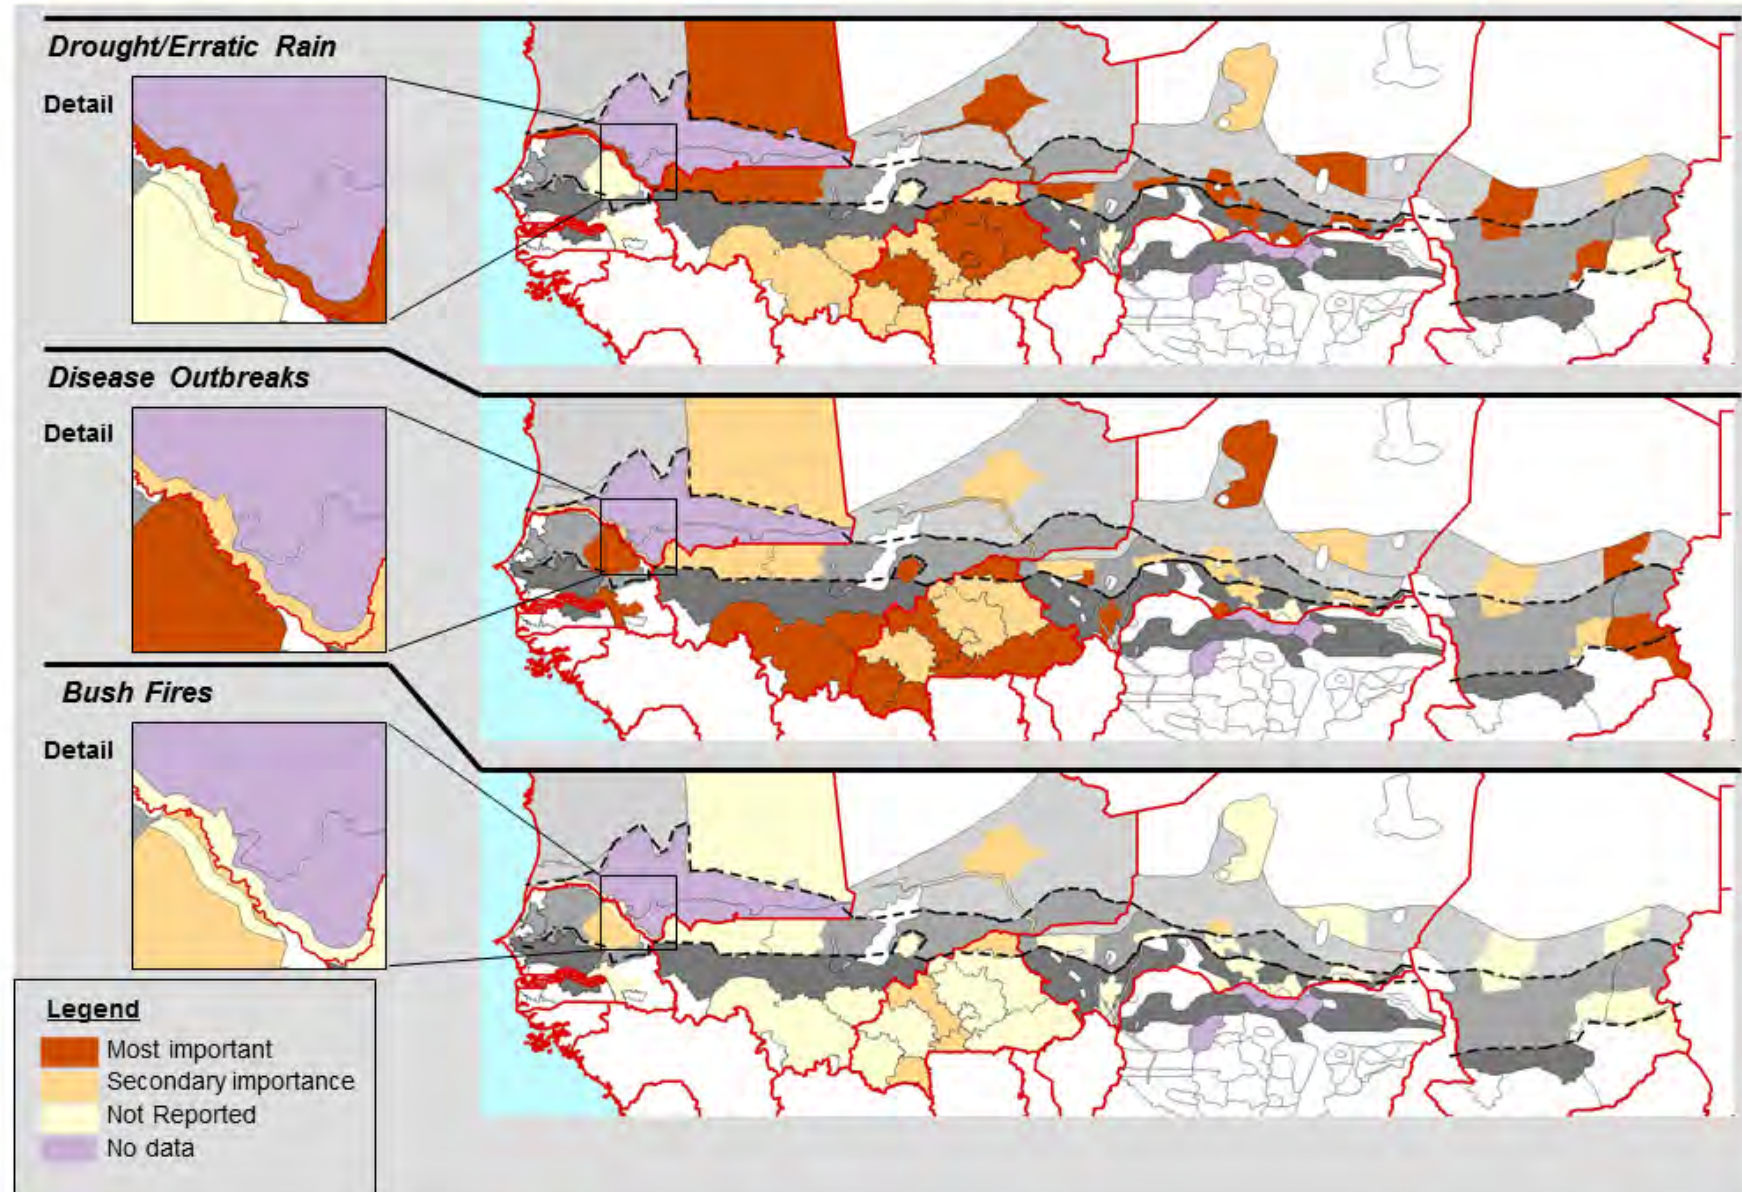 Drought/Erratic Rain
Detail
Disease Outbreaks
Detail
Bush Fires
Detail
Legend
Most important
Secondary importance
Not Reported
No data